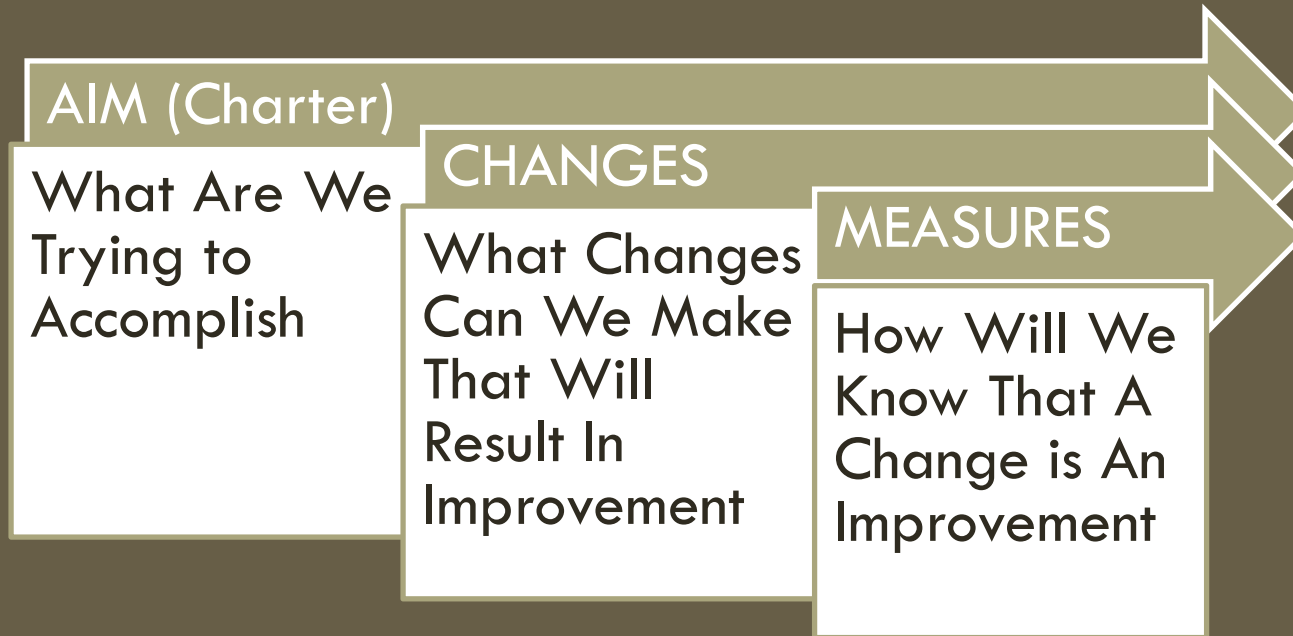 AIM (Charter)
What Are We
Trying to
Accomplish
CHANGES
What Changes
Can We Make
That Will
Result In
Improvement
MEASURES
How Will We
Know That A
Change is An
Improvement